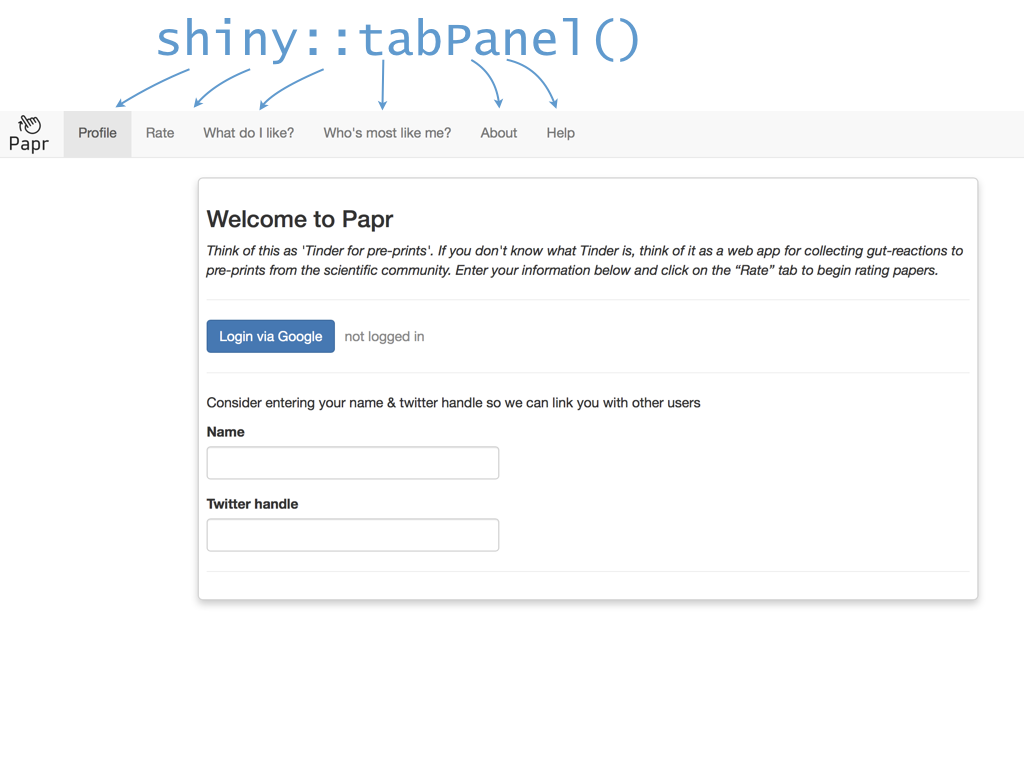 shiny::tabPanel()
Papr
Profile Rate What do I like? Who's most like me? About Help
Welcome to Papr
Think of this as 'Tinder for pre-prints'. If you don't know what Tinder is, think of it as a web app for collecting gut-reactions to
pre-prints from the scientific community. Enter your information below and click on the “Rate” tab to begin rating papers.
Login via Google not logged in
Consider entering your name & twitter handle so we can link you with other users
Name
Twitter handle